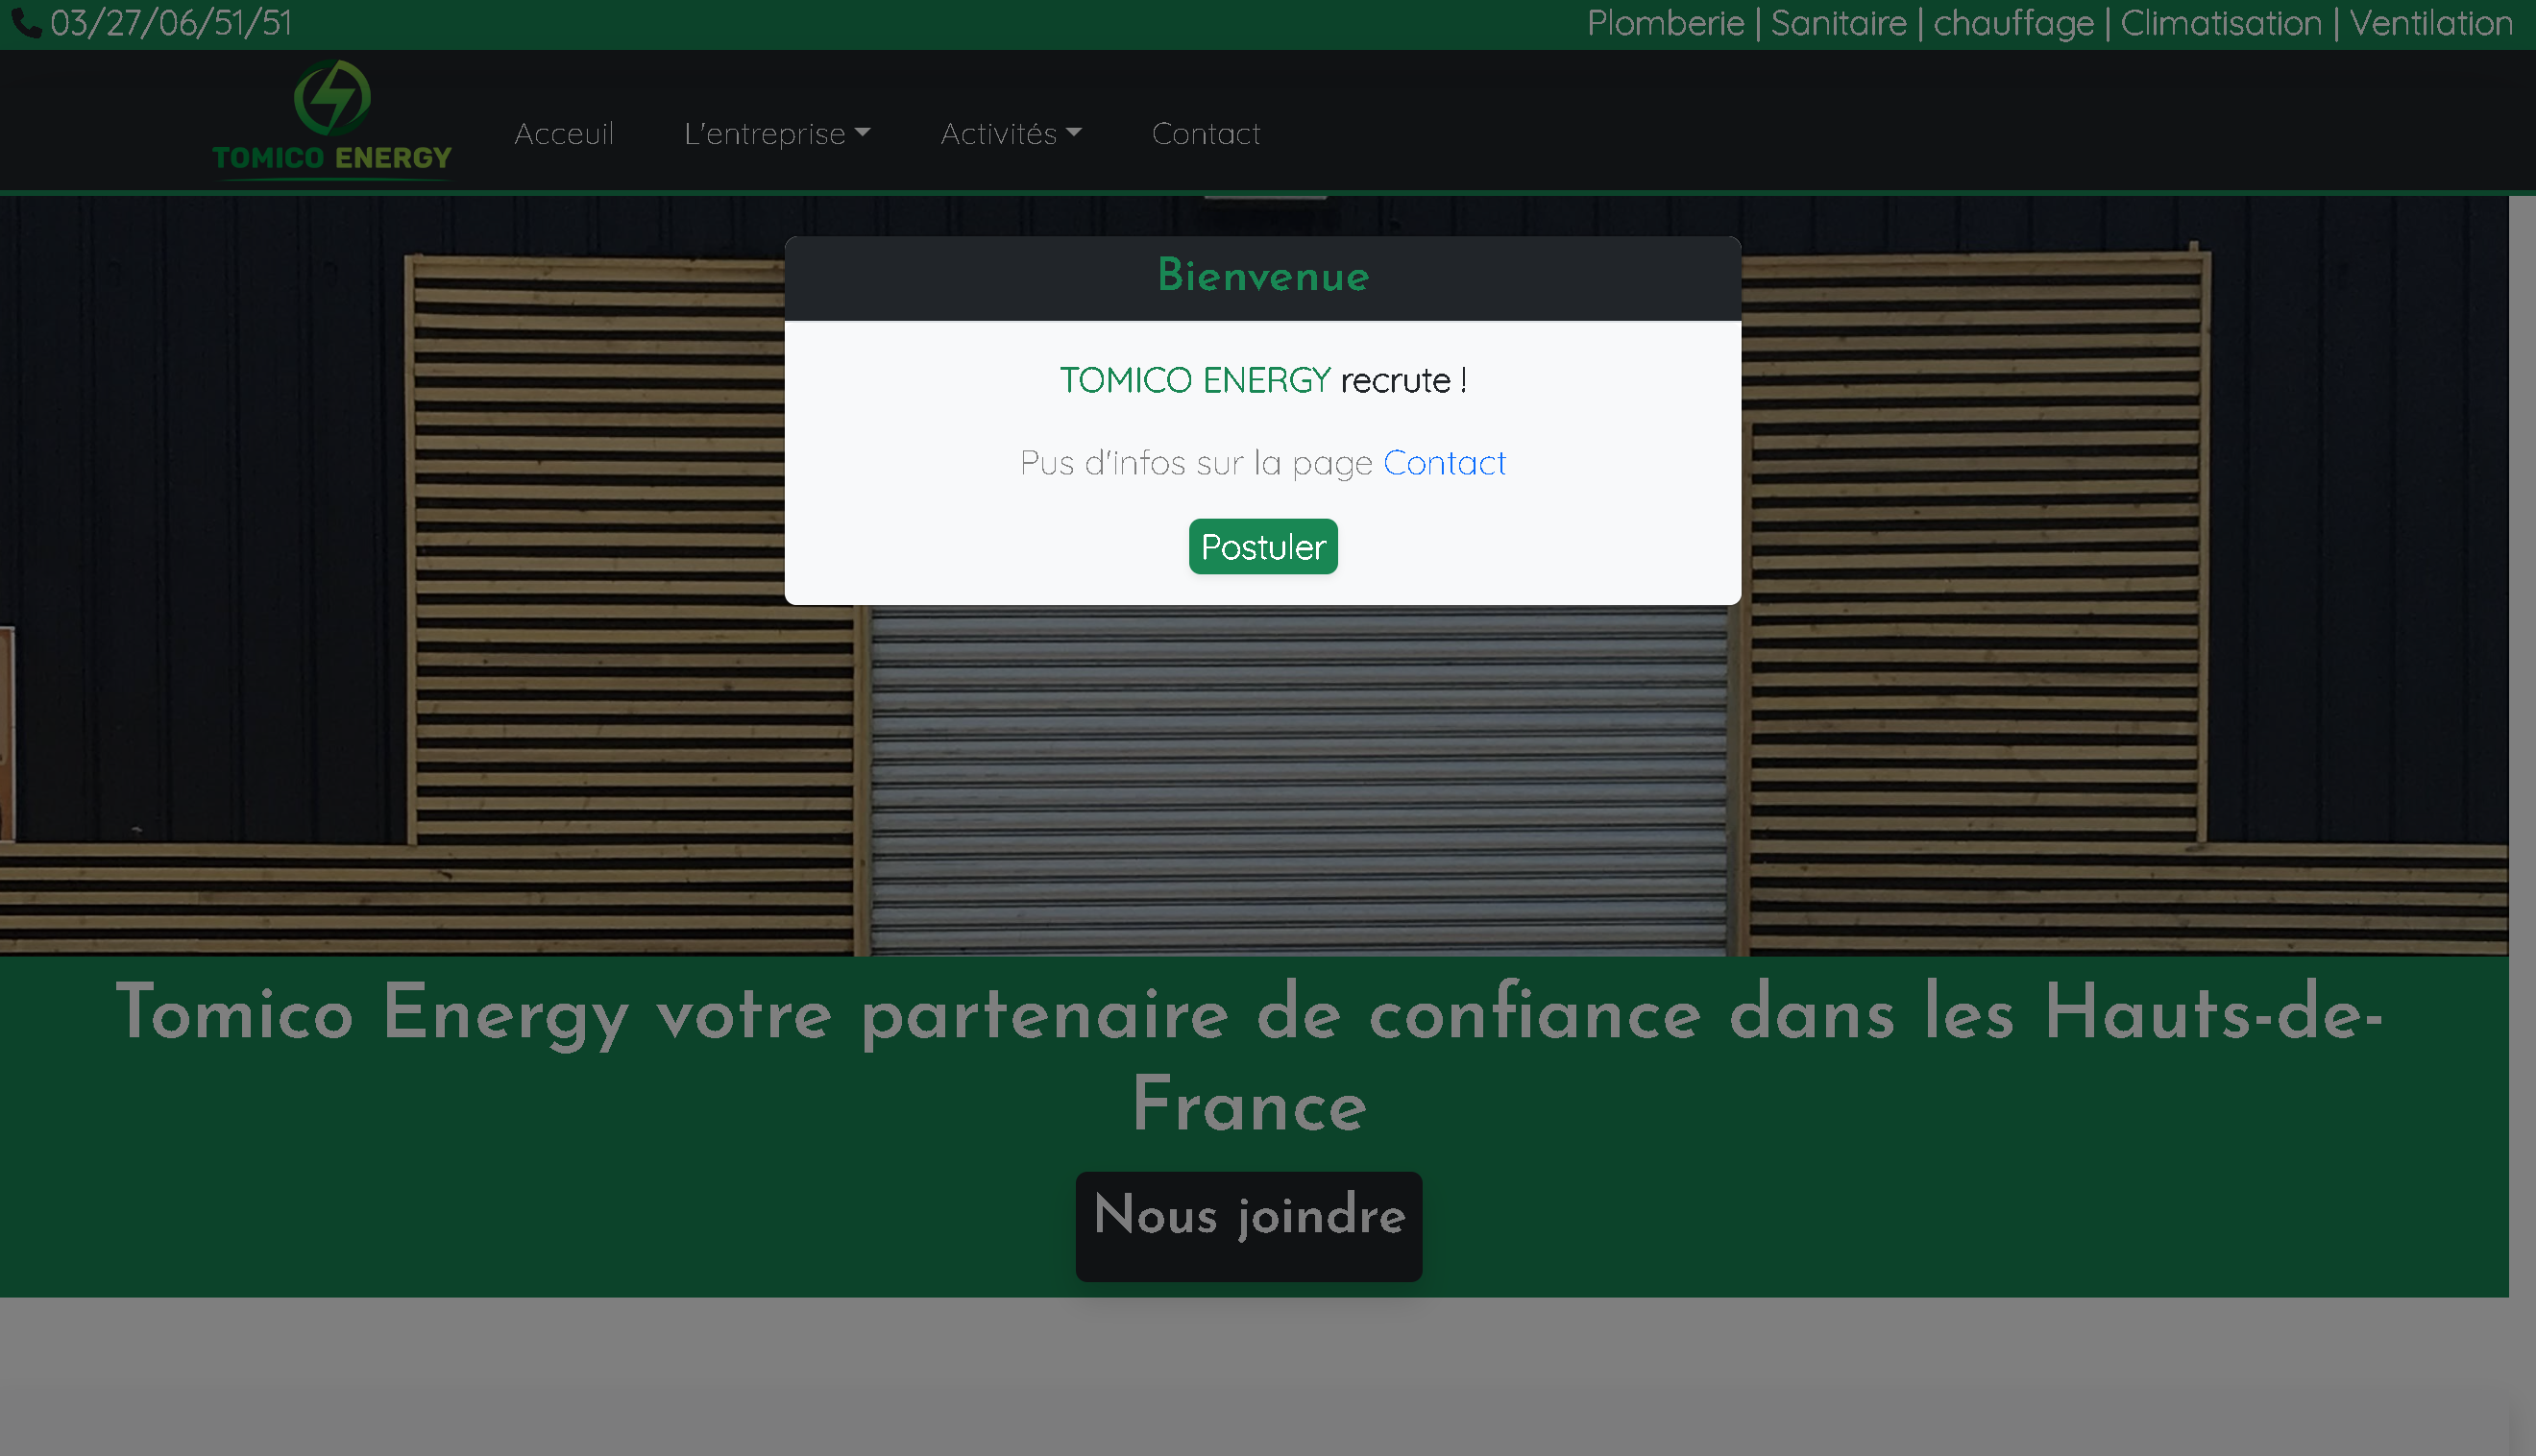 03/27/06/51/51
Plomberie | Sanitaire | chauffage | Climatisation | Ventilation
TOMICO ENERGY
Acceuil
L'entreprise
Activités
Contact
Bienvenue
TOMICO ENERGY recrute !
Pus d'infos sur la page Contact
Postuler
Tomico Energy votre partenaire de confiance dans les Hauts-de-
France
Nous joindre